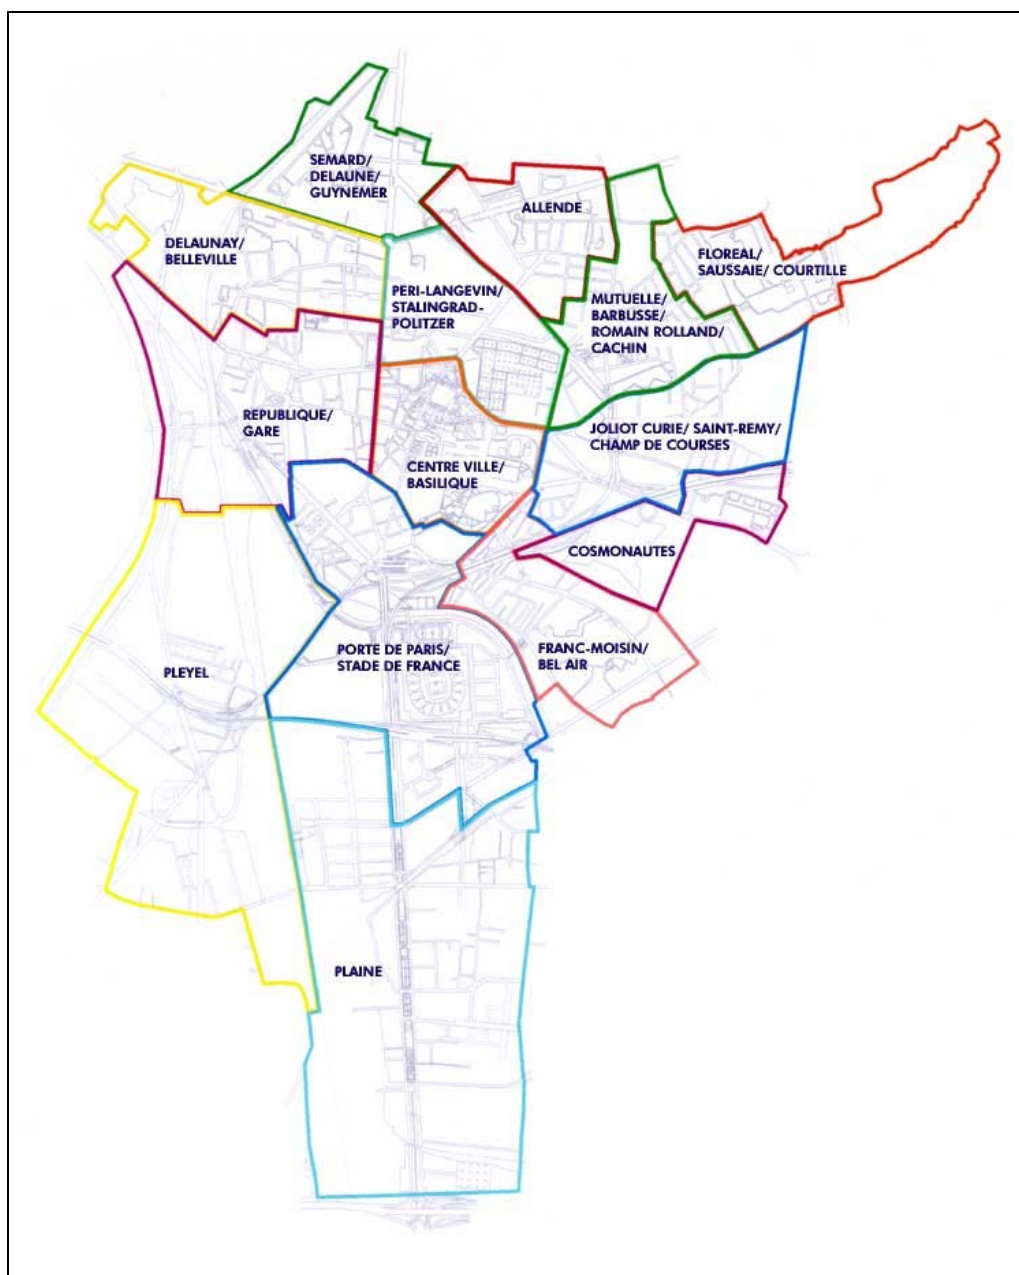 SEMARD/
DELAUNE/
GUYNEMER
ALLENDE
DELAUNAY/
BELLEVILLE
FLOREAL/
SAUSSAIE/ COURTILLE
PERI-LANGEVIN/
STALINGRAD-
POLITZER
MUTUELLE/
BARBUSSE/
ROMAIN ROLLAND/
CACHIN
REPUBLIQUE/
GARE
JOLIOT CURIE/ SAINT-REMY/
CHAMP DE COURSES
CENTRE VILLE/
BASILIQUE
COSMONAUTES
PORTE DE PARIS/
STADE DE FRANCE
FRANC-MOISIN/
BEL AIR
PLEYEL
PLAINE